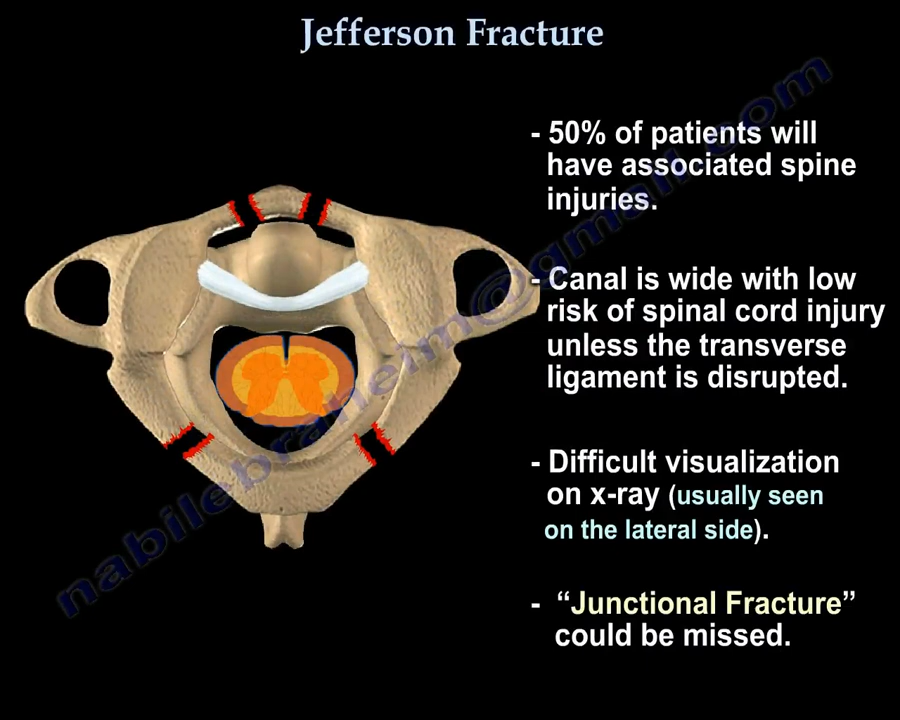 Jefferson Fracture
- 50% of patients will
have associated spine
injuries.
- Canal is wide with low
risk of spinal cord injury
unless the transverse
ligament is disrupted.
- Difficult visualization
on x-ray (usually seen
on the lateral side).
- “Junctional Fracture”
could be missed.
nabilebraheim@gmail.com